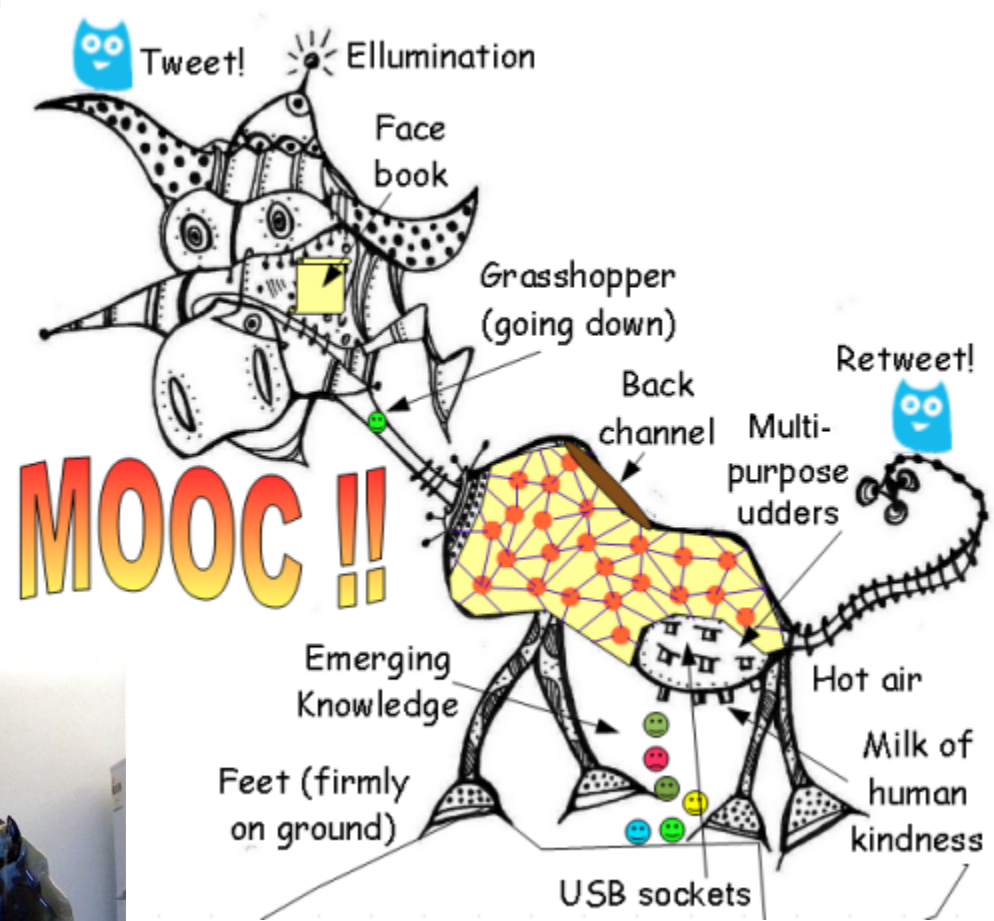 Tweet!
Ellumination
Face
book
Grasshopper
(going down)
Retweet!
Back
channel
Multi-
purpose
udders
MOOC !!
Emerging
Knowledge
Hot air
Feet (firmly
on ground)
Milk of
human
kindness
USB sockets